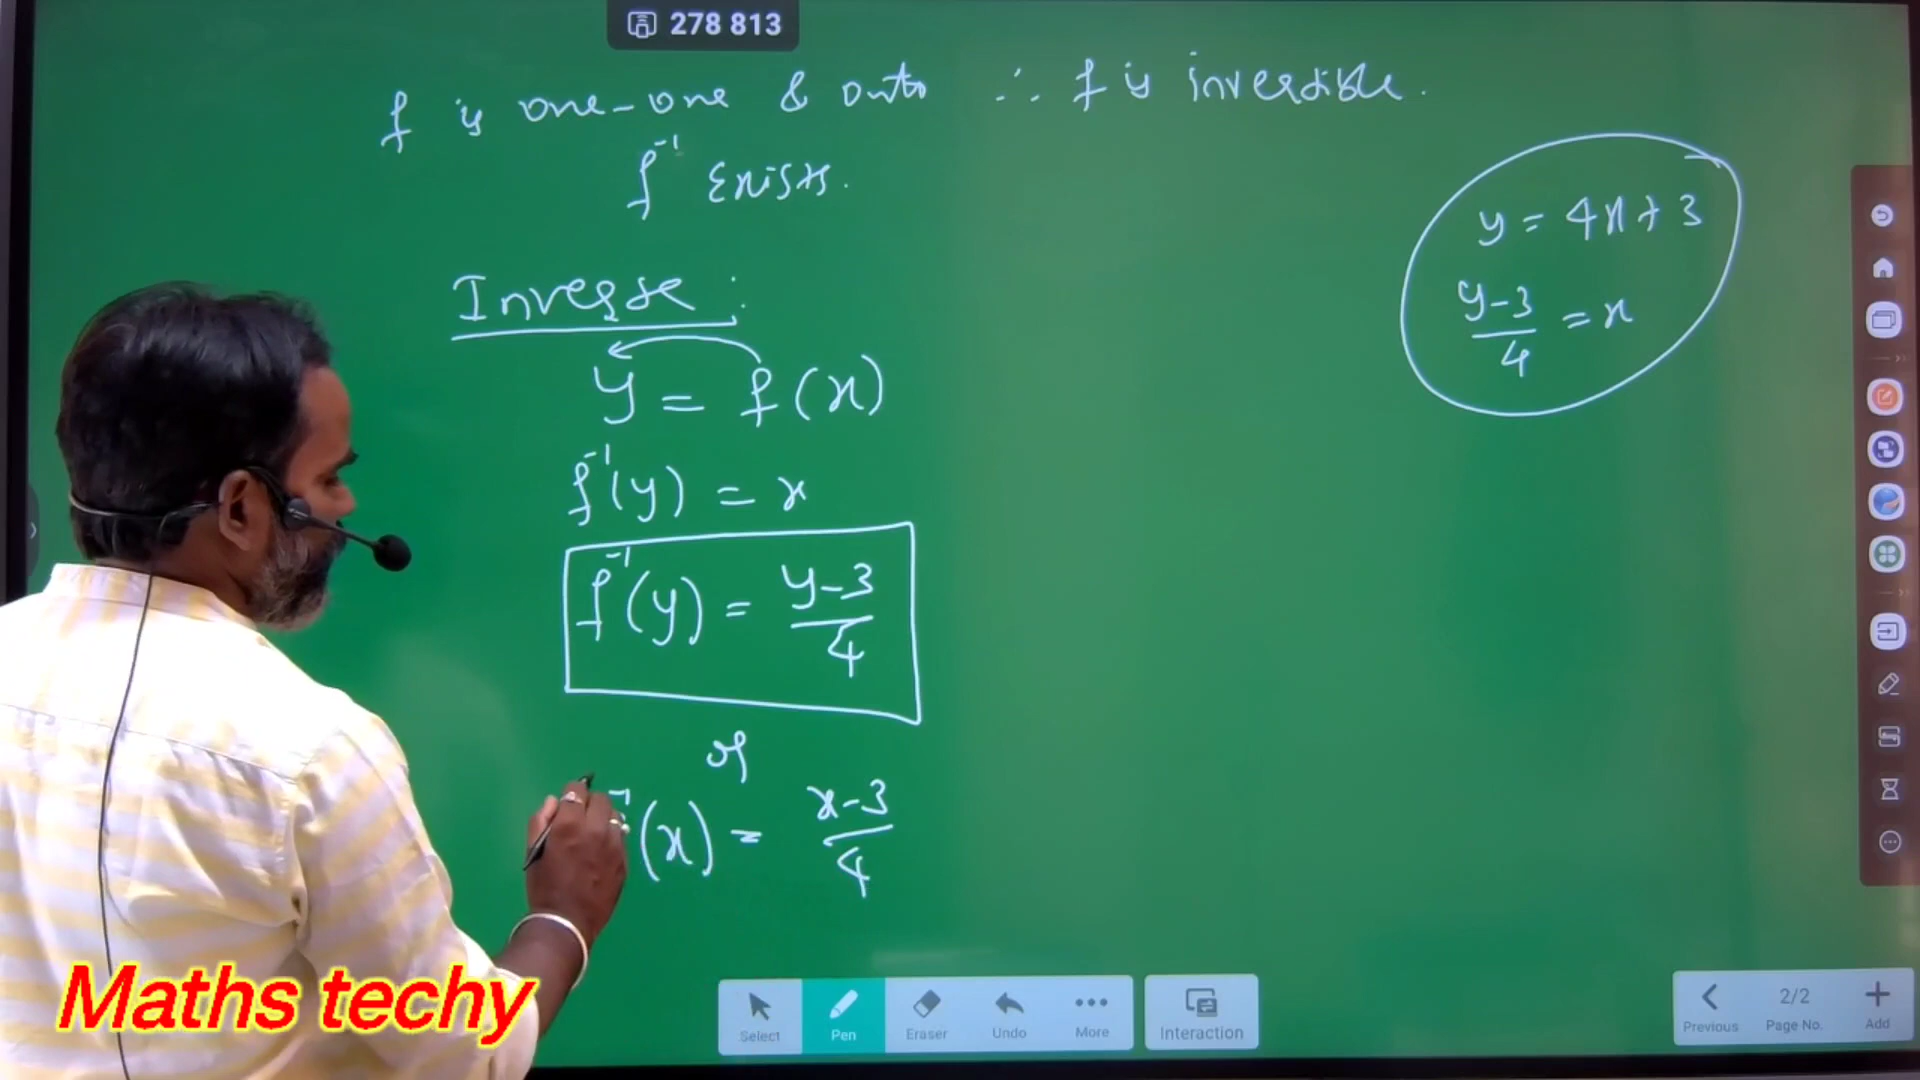 278 813
f is one-one & onto ∴ f is invertible.
f⁻¹ Exists.
y = 4x+3
(y-3)/4 = x
Inverse :
y = f(x)
f⁻¹(y) = x
f⁻¹(y) = (y-3)/4
or
⁻¹(x) = (x-3)/4
Maths techy
Select Pen Eraser Undo More Interaction
Previous 2/2 Page No. Add